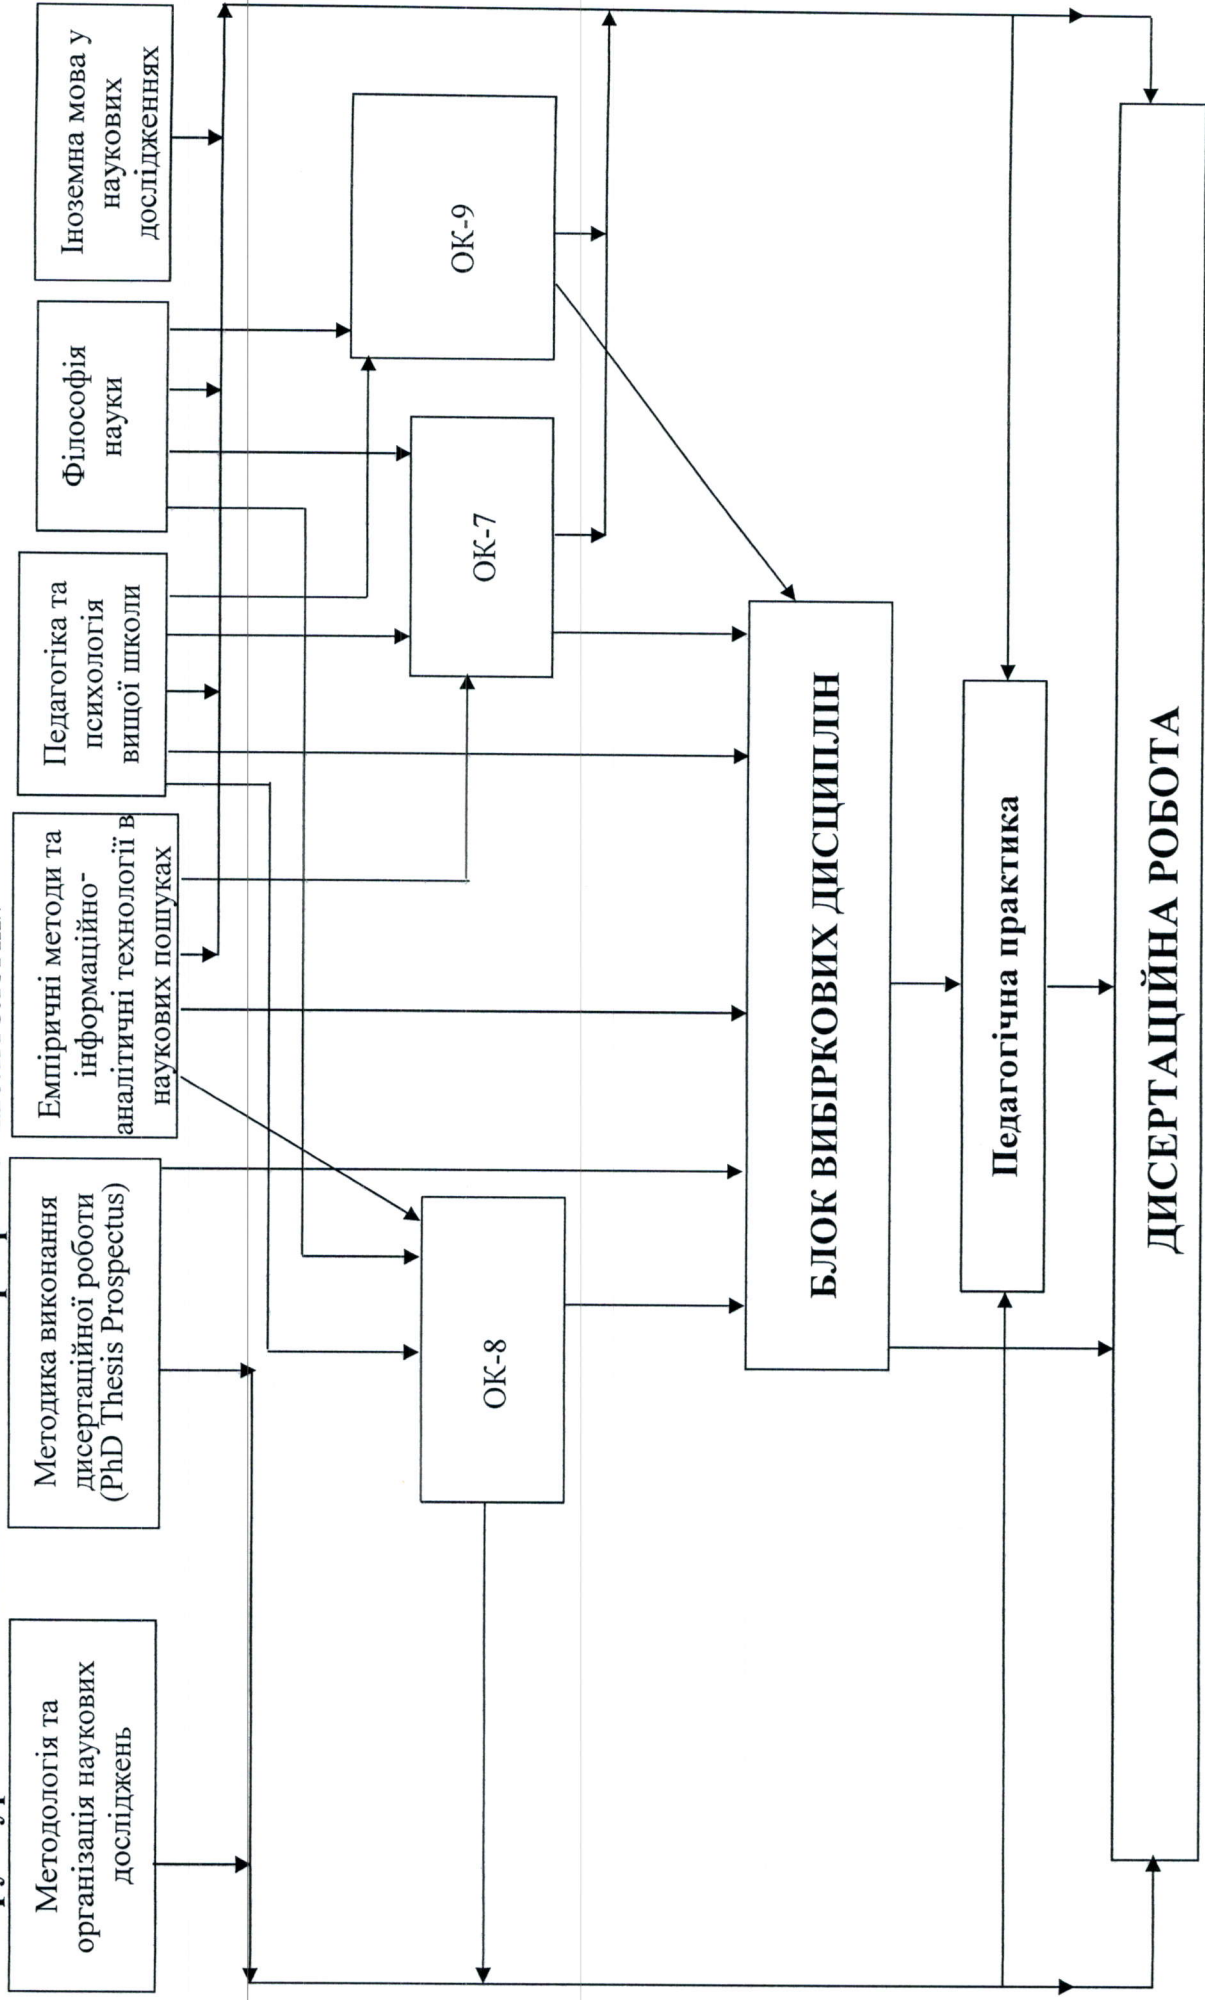 Методологія та
організація наукових
досліджень
Методика виконання
дисертаційної роботи
(PhD Thesis Prospectus)
Емпіричні методи та
інформаційно-
аналітичні технології в
наукових пошуках
Педагогіка та
психологія
вищої школи
Філософія
науки
Іноземна мова у
наукових
дослідженнях
ОК-8
ОК-7
ОК-9
БЛОК ВИБІРКОВИХ ДИСЦИПЛІН
Педагогічна практика
ДИСЕРТАЦІЙНА РОБОТА